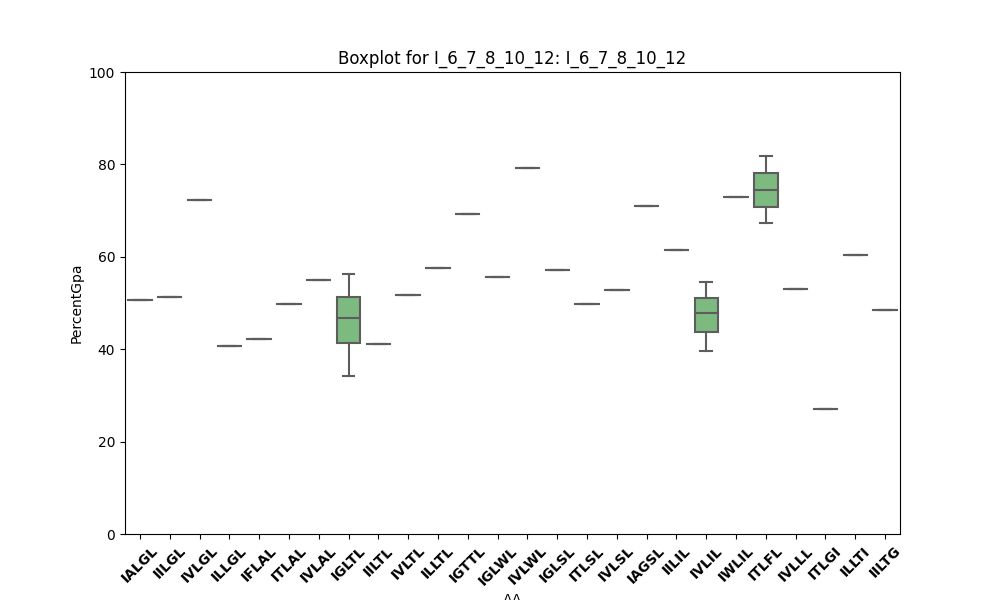 Boxplot for I_6_7_8_10_12: I_6_7_8_10_12
PercentGpa
100
80
60
40
20
0
IALGL
IILGL
IVLGL
ILLGL
IFLAL
ITLAL
IVLAL
IGLTL
IILTL
IVLTL
ILLTL
IGTTL
IGLWL
IVLWL
IGLSL
ITLSL
IVLSL
IAGSL
IILIL
IVLIL
IWLIL
ITLFL
IVLLL
ITLGI
ILLTI
IILTG
AA